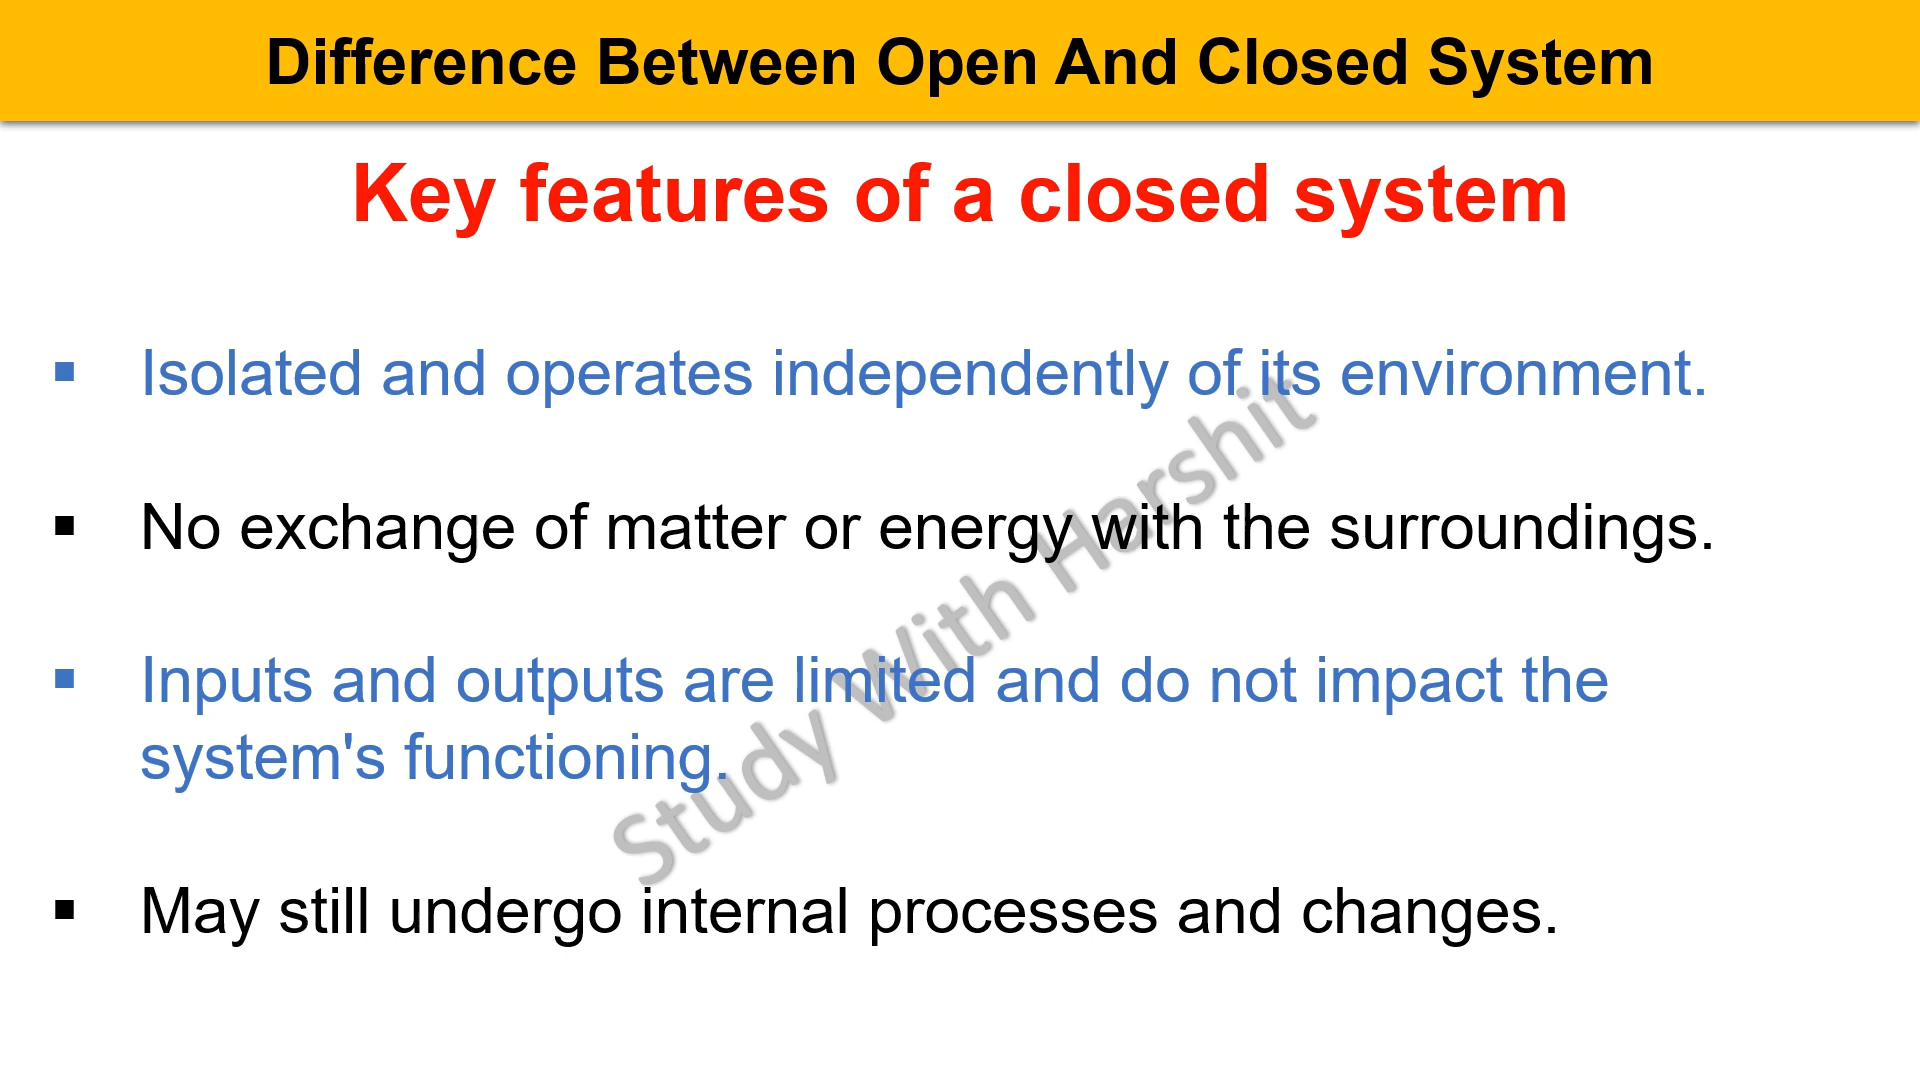 Difference Between Open And Closed System
Key features of a closed system
▪ Isolated and operates independently of its environment.
▪ No exchange of matter or energy with the surroundings.
▪ Inputs and outputs are limited and do not impact the
system's functioning.
▪ May still undergo internal processes and changes.
Study With Harshit